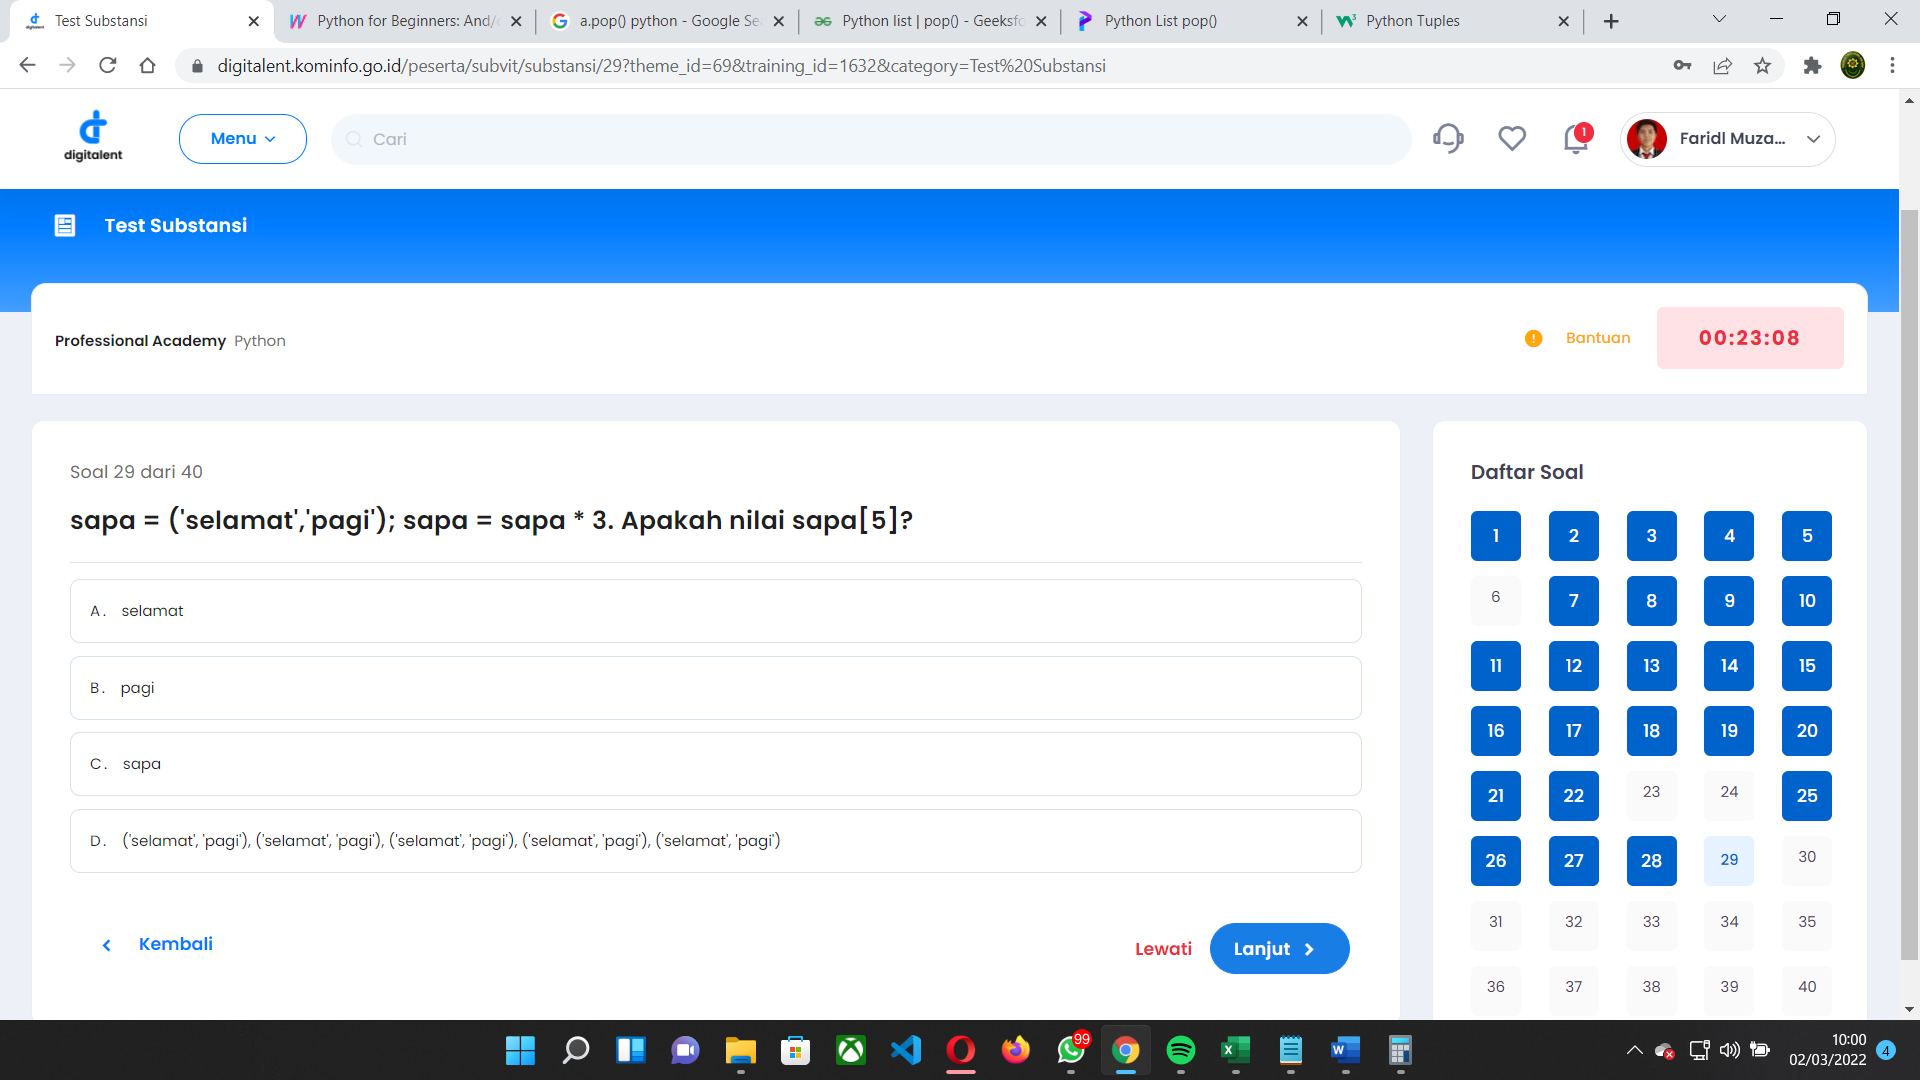 Test Substansi
Python for Beginners: And/
a.pop() python - Google Se
Python list | pop() - Geeksfo
Python List pop()
Python Tuples
digitalent.kominfo.go.id/peserta/subvit/substansi/29?theme_id=69&training_id=1632&category=Test%20Substansi
digitalent
Menu
Cari
1
Faridl Muza...
Test Substansi
Professional Academy Python
Bantuan
00:23:08
Soal 29 dari 40
sapa = ('selamat','pagi'); sapa = sapa * 3. Apakah nilai sapa[5]?
A. selamat
B. pagi
C. sapa
D. ('selamat', 'pagi'), ('selamat', 'pagi'), ('selamat', 'pagi'), ('selamat', 'pagi'), ('selamat', 'pagi')
Kembali
Lewati
Lanjut
Daftar Soal
1 2 3 4 5
6 7 8 9 10
11 12 13 14 15
16 17 18 19 20
21 22 23 24 25
26 27 28 29 30
31 32 33 34 35
36 37 38 39 40
99
10:00
02/03/2022
4